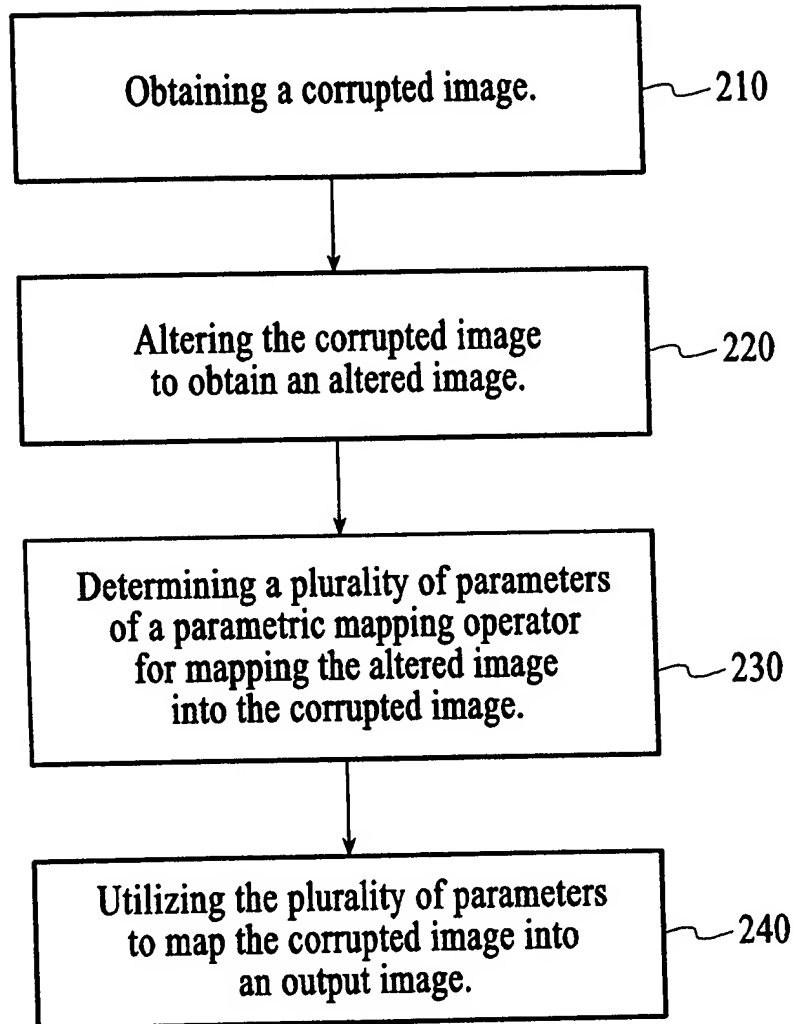 Obtaining a corrupted image.
210
Altering the corrupted image
to obtain an altered image.
220
Determining a plurality of parameters
of a parametric mapping operator
for mapping the altered image
into the corrupted image.
230
Utilizing the plurality of parameters
to map the corrupted image into
an output image.
240